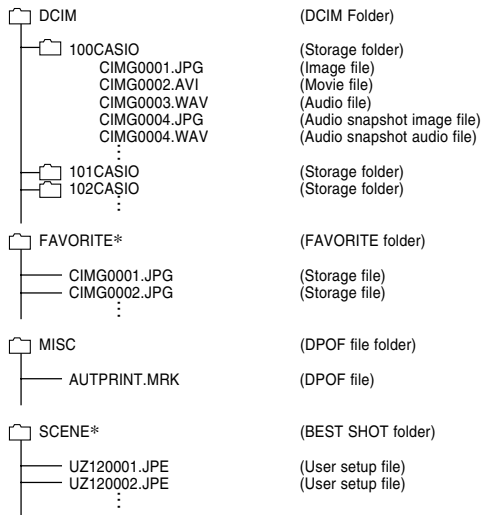 DCIM (DCIM Folder)
100CASIO (Storage folder)
CIMG0001.JPG (Image file)
CIMG0002.AVI (Movie file)
CIMG0003.WAV (Audio file)
CIMG0004.JPG (Audio snapshot image file)
CIMG0004.WAV (Audio snapshot audio file)
101CASIO (Storage folder)
102CASIO (Storage folder)
FAVORITE* (FAVORITE folder)
CIMG0001.JPG (Storage file)
CIMG0002.JPG (Storage file)
MISC (DPOF file folder)
AUTPRINT.MRK (DPOF file)
SCENE* (BEST SHOT folder)
UZ120001.JPE (User setup file)
UZ120002.JPE (User setup file)